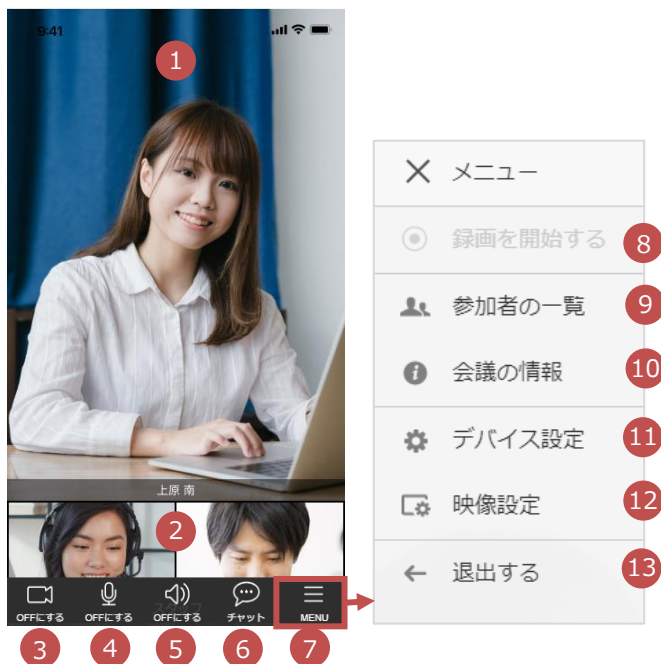 9:41
1
上原 南
2
スタッフ
OFFにする OFFにする OFFにする チャット MENU
3 4 5 6 7
メニュー
録画を開始する 8
参加者の一覧 9
会議の情報 10
デバイス設定 11
映像設定 12
退出する 13